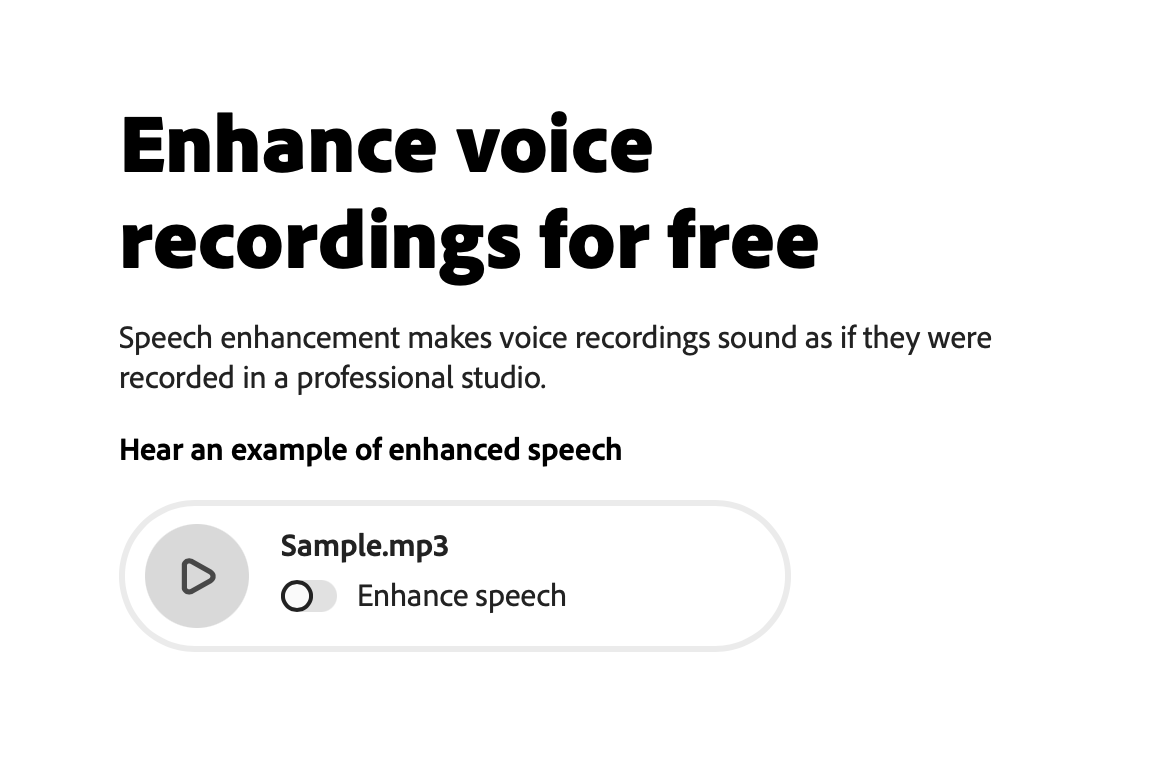 Enhance voice
recordings for free
Speech enhancement makes voice recordings sound as if they were
recorded in a professional studio.
Hear an example of enhanced speech
Sample.mp3
Enhance speech